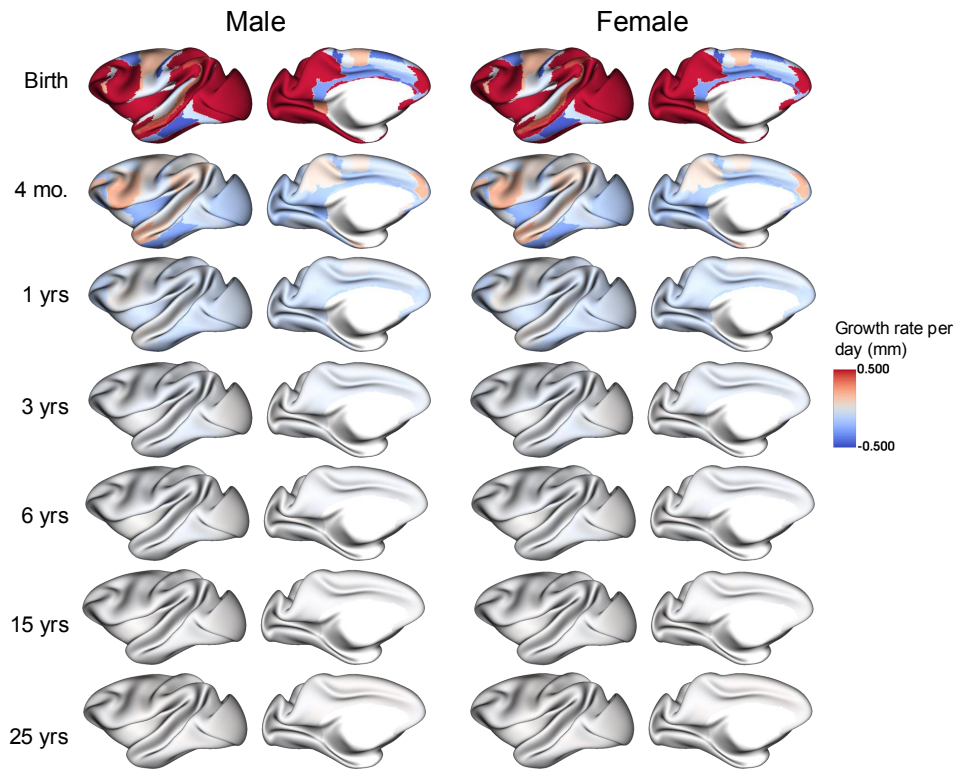 Male
Female
Birth
4 mo.
1 yrs
3 yrs
6 yrs
15 yrs
25 yrs
Growth rate per
day (mm)
0.500
-0.500